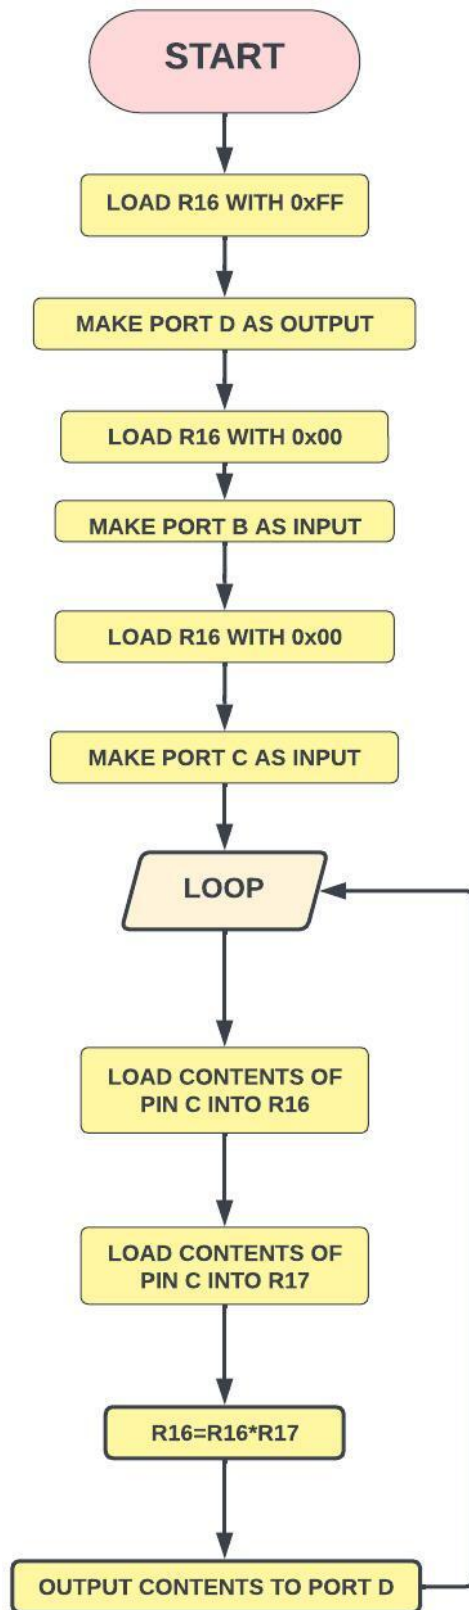 START
LOAD R16 WITH 0xFF
MAKE PORT D AS OUTPUT
LOAD R16 WITH 0x00
MAKE PORT B AS INPUT
LOAD R16 WITH 0x00
MAKE PORT C AS INPUT
LOOP
LOAD CONTENTS OF
PIN C INTO R16
LOAD CONTENTS OF
PIN C INTO R17
R16=R16*R17
OUTPUT CONTENTS TO PORT D